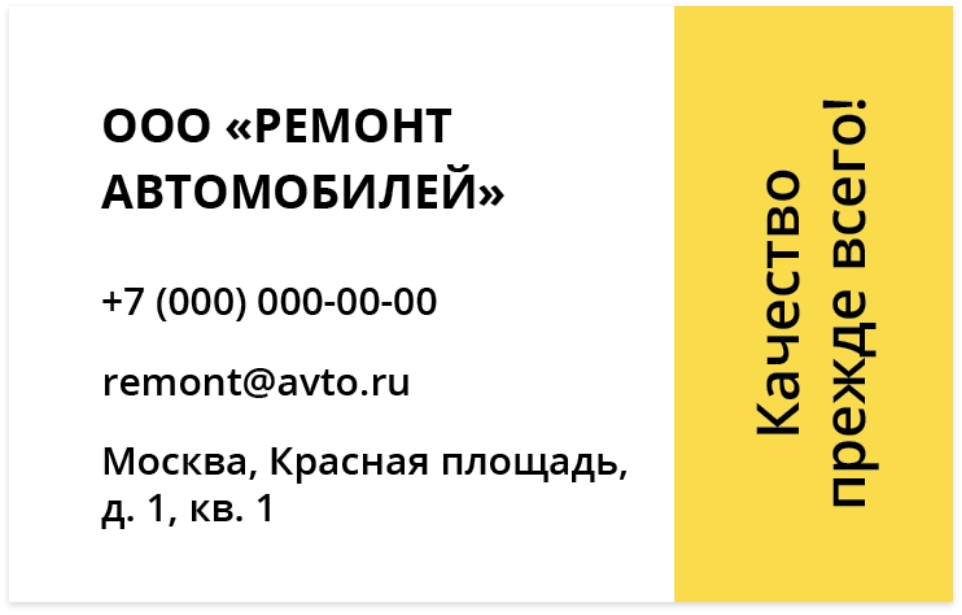 ООО «РЕМОНТ
АВТОМОБИЛЕЙ»
+7 (000) 000-00-00
remont@avto.ru
Москва, Красная площадь,
д. 1, кв. 1
Качество
прежде всего!